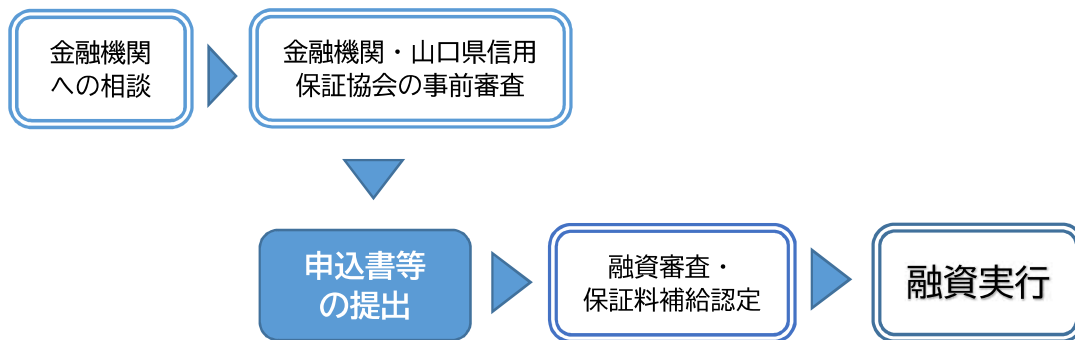 金融機関
への相談
金融機関・山口県信用
保証協会の事前審査
申込書等
の提出
融資審査・
保証料補給認定
融資実行